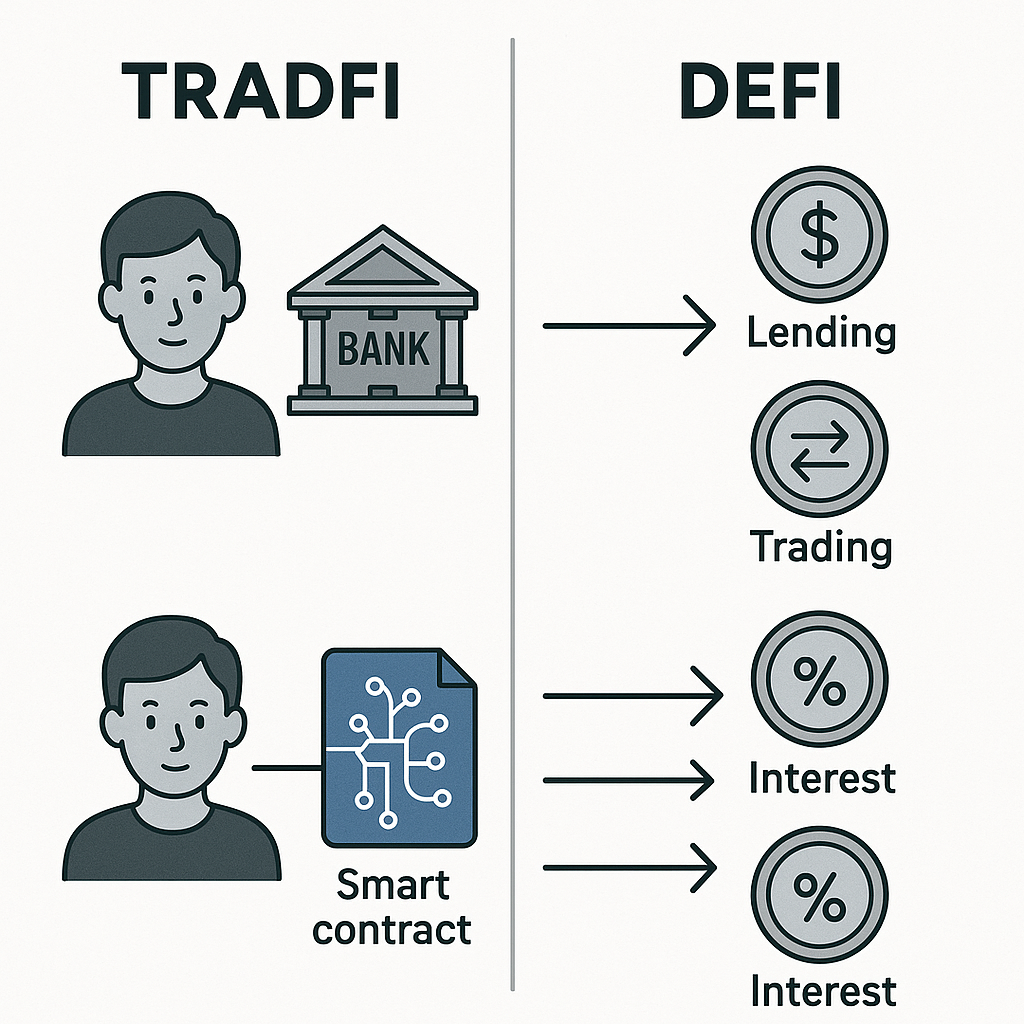 TRADFI
DEFI
BANK
$
Lending
Trading
%
Interest
Smart
contract
%
Interest